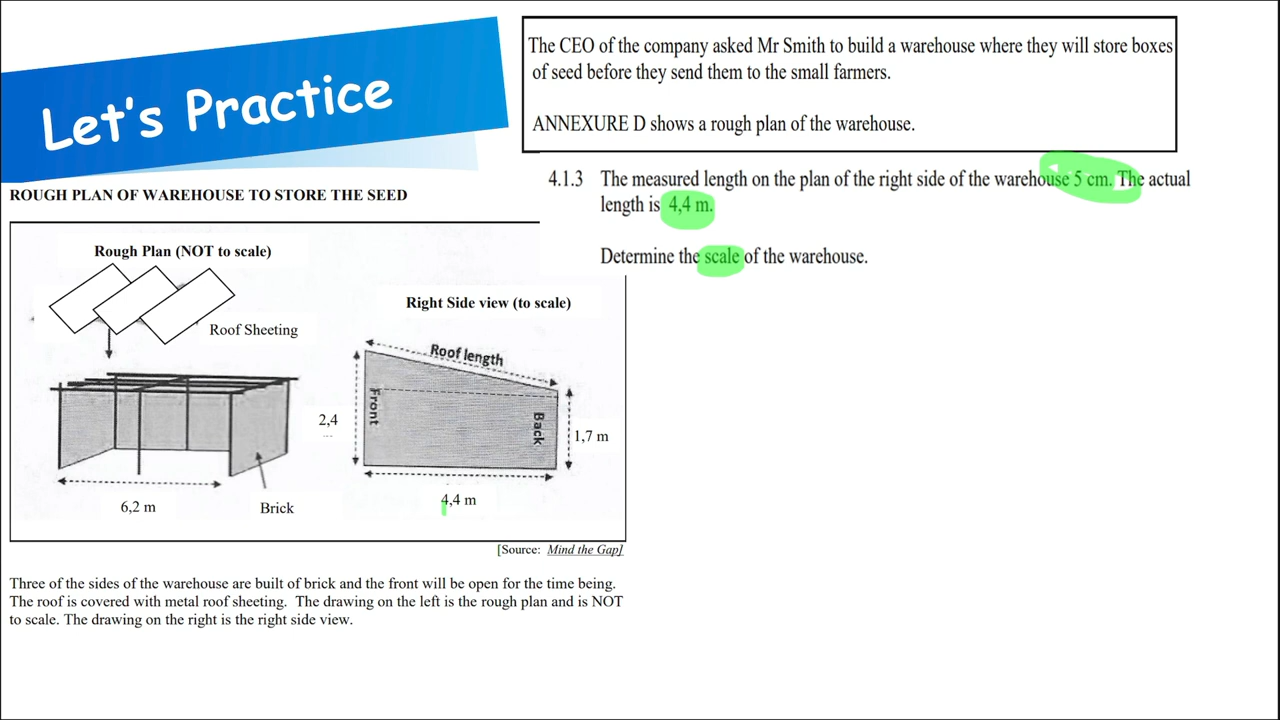 Let's Practice
The CEO of the company asked Mr Smith to build a warehouse where they will store boxes
of seed before they send them to the small farmers.
ANNEXURE D shows a rough plan of the warehouse.
4.1.3 The measured length on the plan of the right side of the warehouse 5 cm. The actual
length is 4,4 m.
Determine the scale of the warehouse.
ROUGH PLAN OF WAREHOUSE TO STORE THE SEED
Rough Plan (NOT to scale)
Roof Sheeting
6,2 m
Brick
Right Side view (to scale)
Roof length
Front
Back
2,4
1,7 m
4,4 m
[Source: Mind the Gap]
Three of the sides of the warehouse are built of brick and the front will be open for the time being.
The roof is covered with metal roof sheeting. The drawing on the left is the rough plan and is NOT
to scale. The drawing on the right is the right side view.